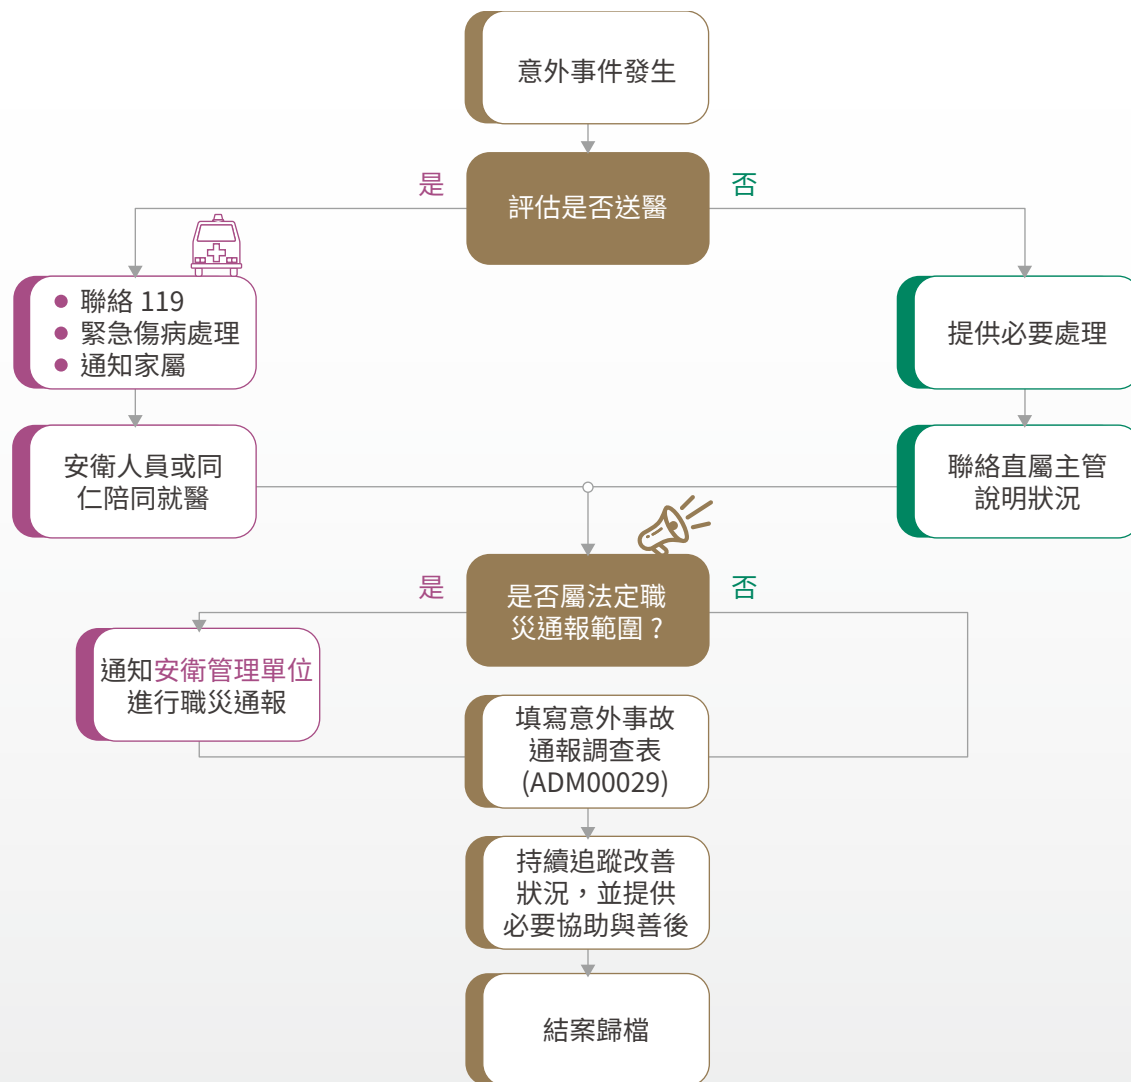 意外事件發生
是
否
評估是否送醫
聯絡 119
緊急傷病處理
通知家屬
提供必要處理
安衛人員或同
仁陪同就醫
聯絡直屬主管
說明狀況
是
否
是否屬法定職
災通報範圍？
通知安衛管理單位
進行職災通報
填寫意外事故
通報調查表
(ADM00029)
持續追蹤改善
狀況，並提供
必要協助與善後
結案歸檔